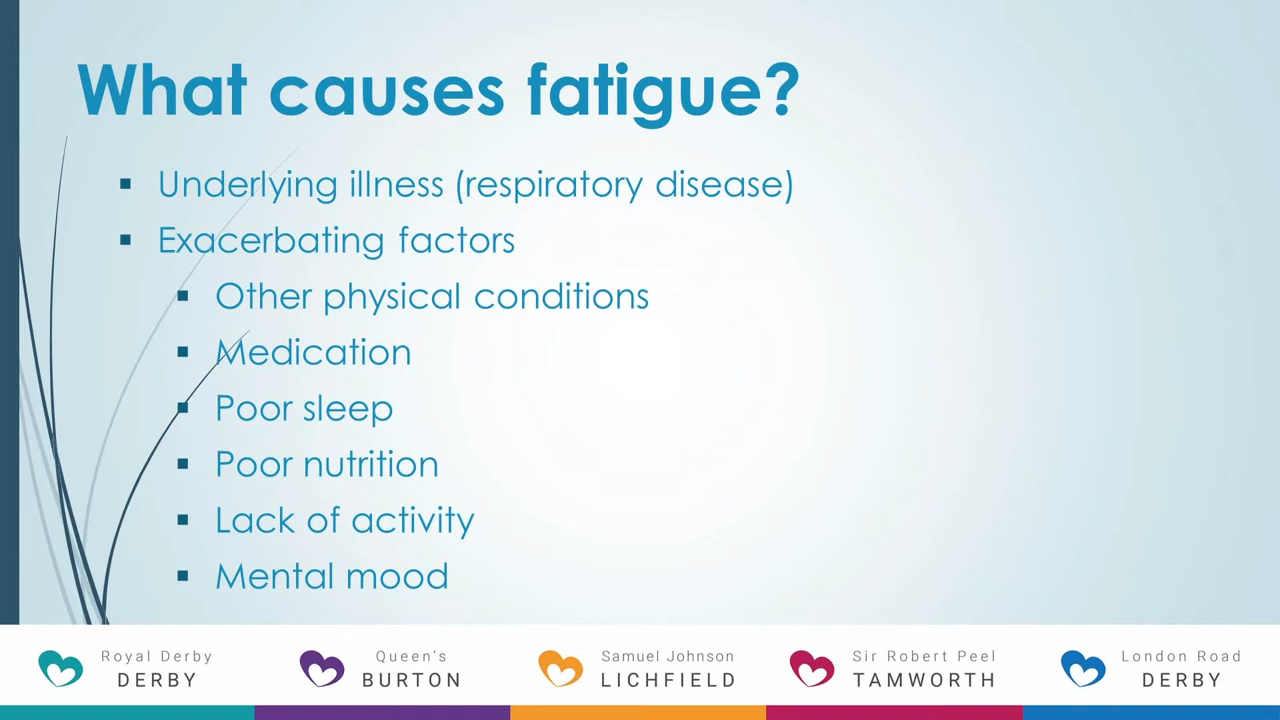 What causes fatigue?
Underlying illness (respiratory disease)
Exacerbating factors
Other physical conditions
Medication
Poor sleep
Poor nutrition
Lack of activity
Mental mood
Royal Derby
DERBY
Queen's
BURTON
Samuel Johnson
LICHFIELD
Sir Robert Peel
TAMWORTH
London Road
DERBY